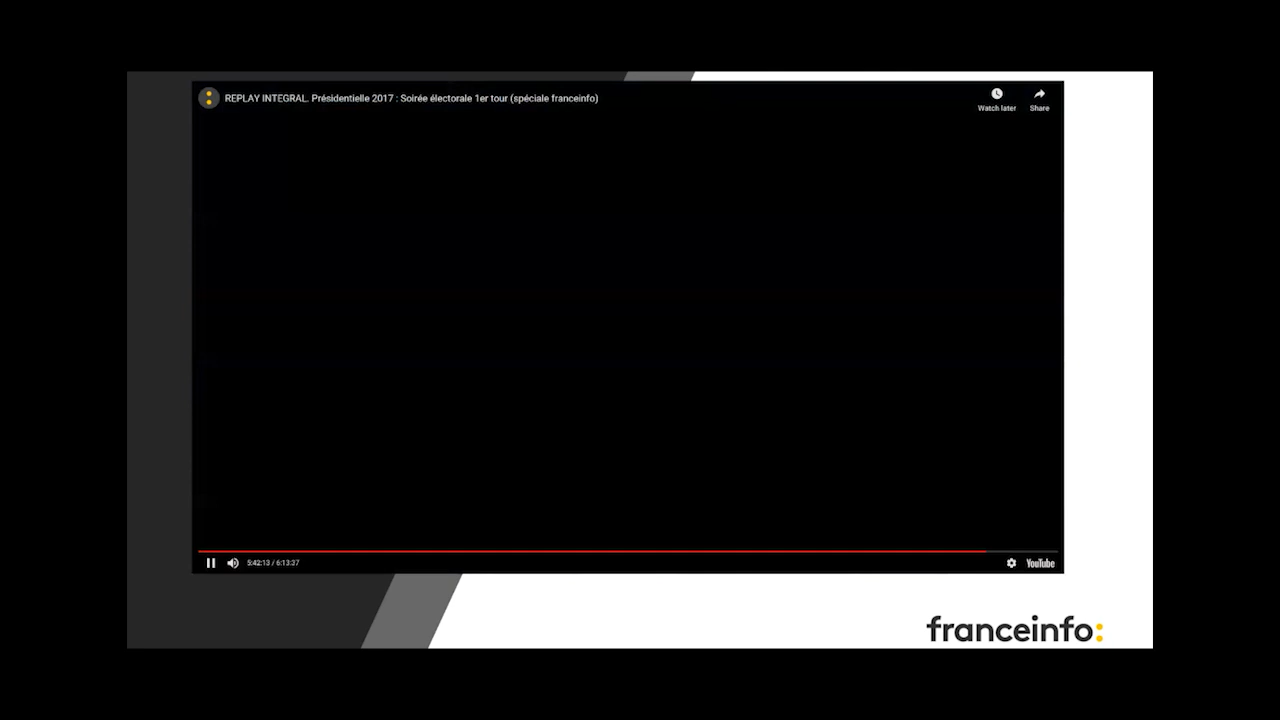 REPLAY INTEGRAL. Présidentielle 2017 : Soirée électorale 1er tour (spéciale franceinfo)
Watch later
Share
5:42:13 / 6:13:37
YouTube
franceinfo: